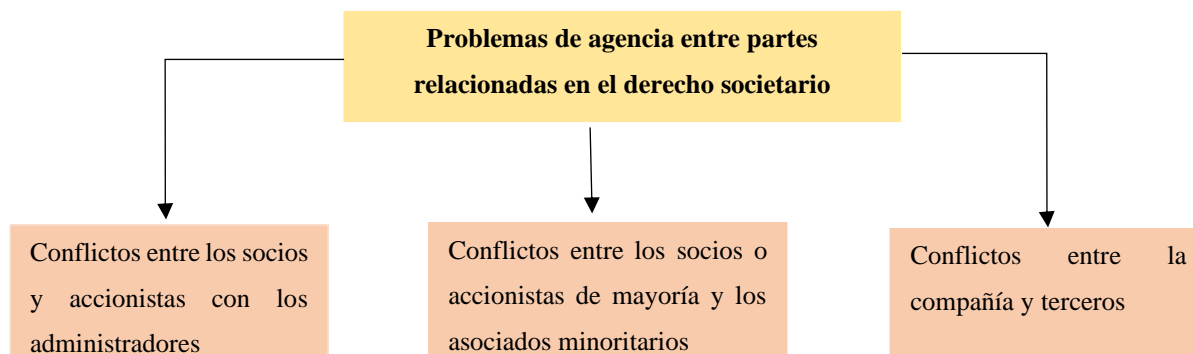 Problemas de agencia entre partes
relacionadas en el derecho societario
Conflictos entre los socios
y accionistas con los
administradores
Conflictos entre los socios o
accionistas de mayoría y los
asociados minoritarios
Conflictos entre la
compañía y terceros